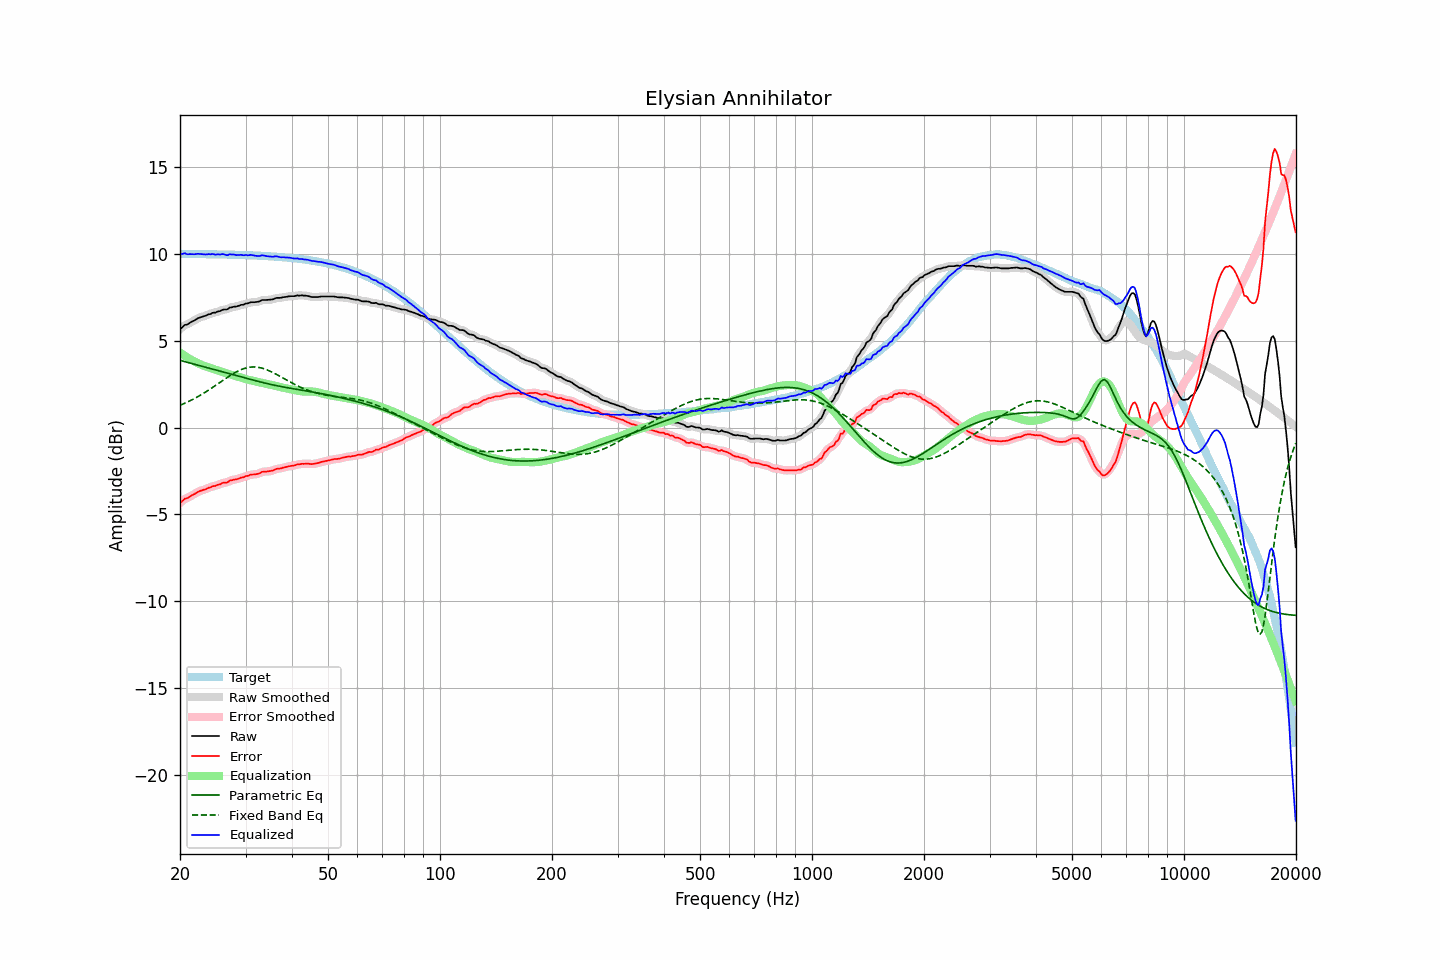 Elysian Annihilator
15
10
5
0
−5
−10
−15
−20
Amplitude (dBr)
Target
Raw Smoothed
Error Smoothed
Raw
Error
Equalization
Parametric Eq
Fixed Band Eq
Equalized
20
50
100
200
500
1000
2000
5000
10000
20000
Frequency (Hz)